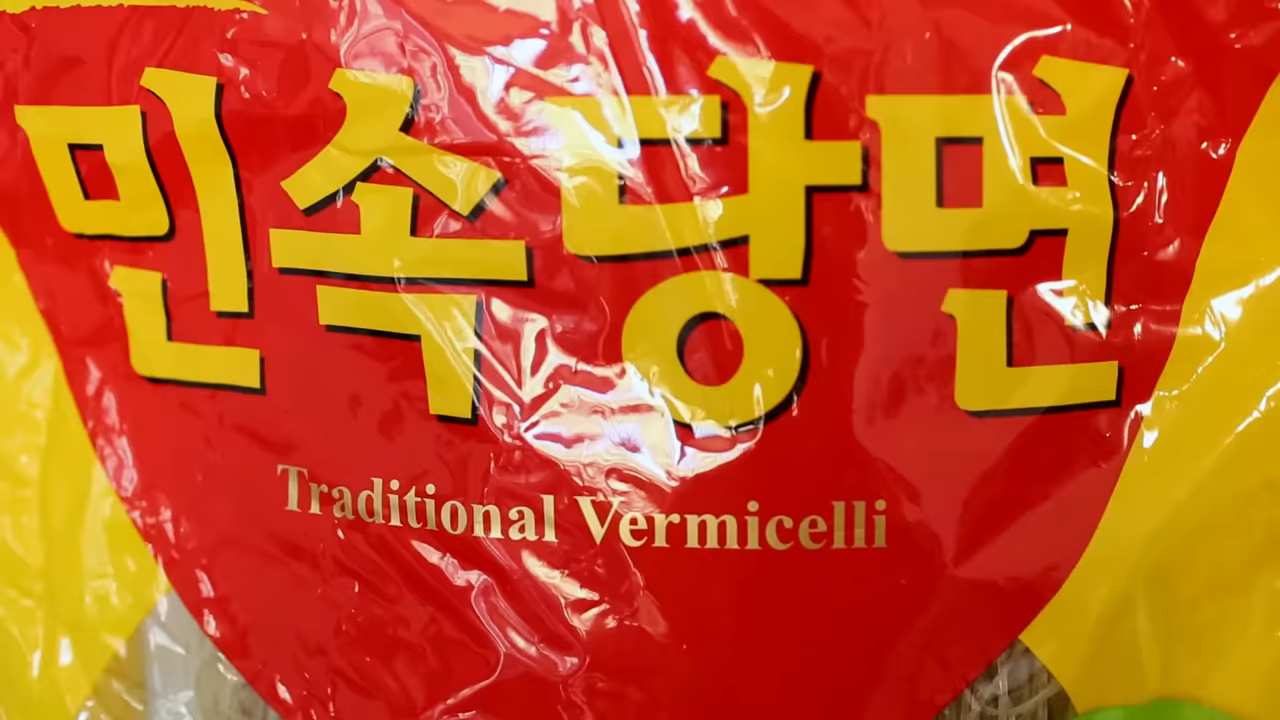 민속당면
Traditional Vermicelli